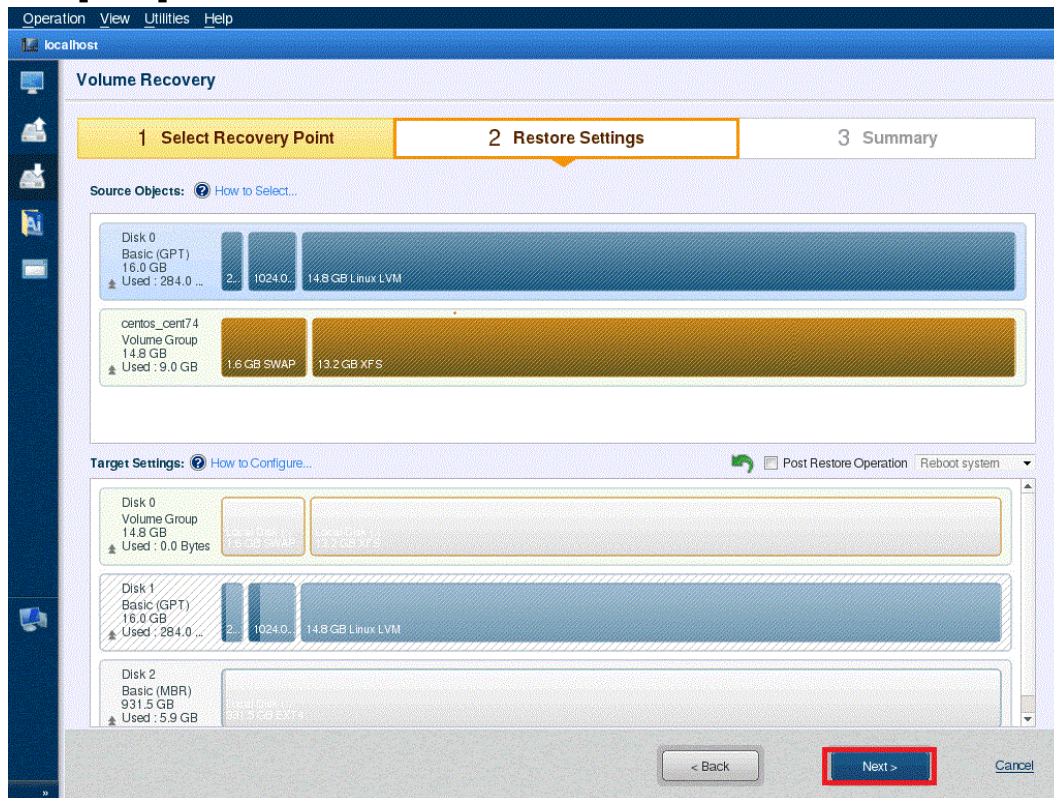 Operation View Utilities Help
localhost
Volume Recovery
1 Select Recovery Point
2 Restore Settings
3 Summary
Source Objects: How to Select...
Disk 0
Basic (GPT)
16.0 GB
Used : 284.0 ...
2.. 1024.0.. 14.8 GB Linux LVM
centos_cent74
Volume Group
14.8 GB
Used : 9.0 GB
1.6 GB SWAP 13.2 GB XFS
Target Settings: How to Configure...
Post Restore Operation Reboot system
Disk 0
Volume Group
14.8 GB
Used : 0.0 Bytes
1.6 GB SWAP 13.2 GB XFS
Disk 1
Basic (GPT)
16.0 GB
Used : 284.0 ...
2.. 1024.0.. 14.8 GB Linux LVM
Disk 2
Basic (MBR)
931.5 GB
Used : 5.9 GB
931.5 GB EXT4
< Back
Next >
Cancel
»